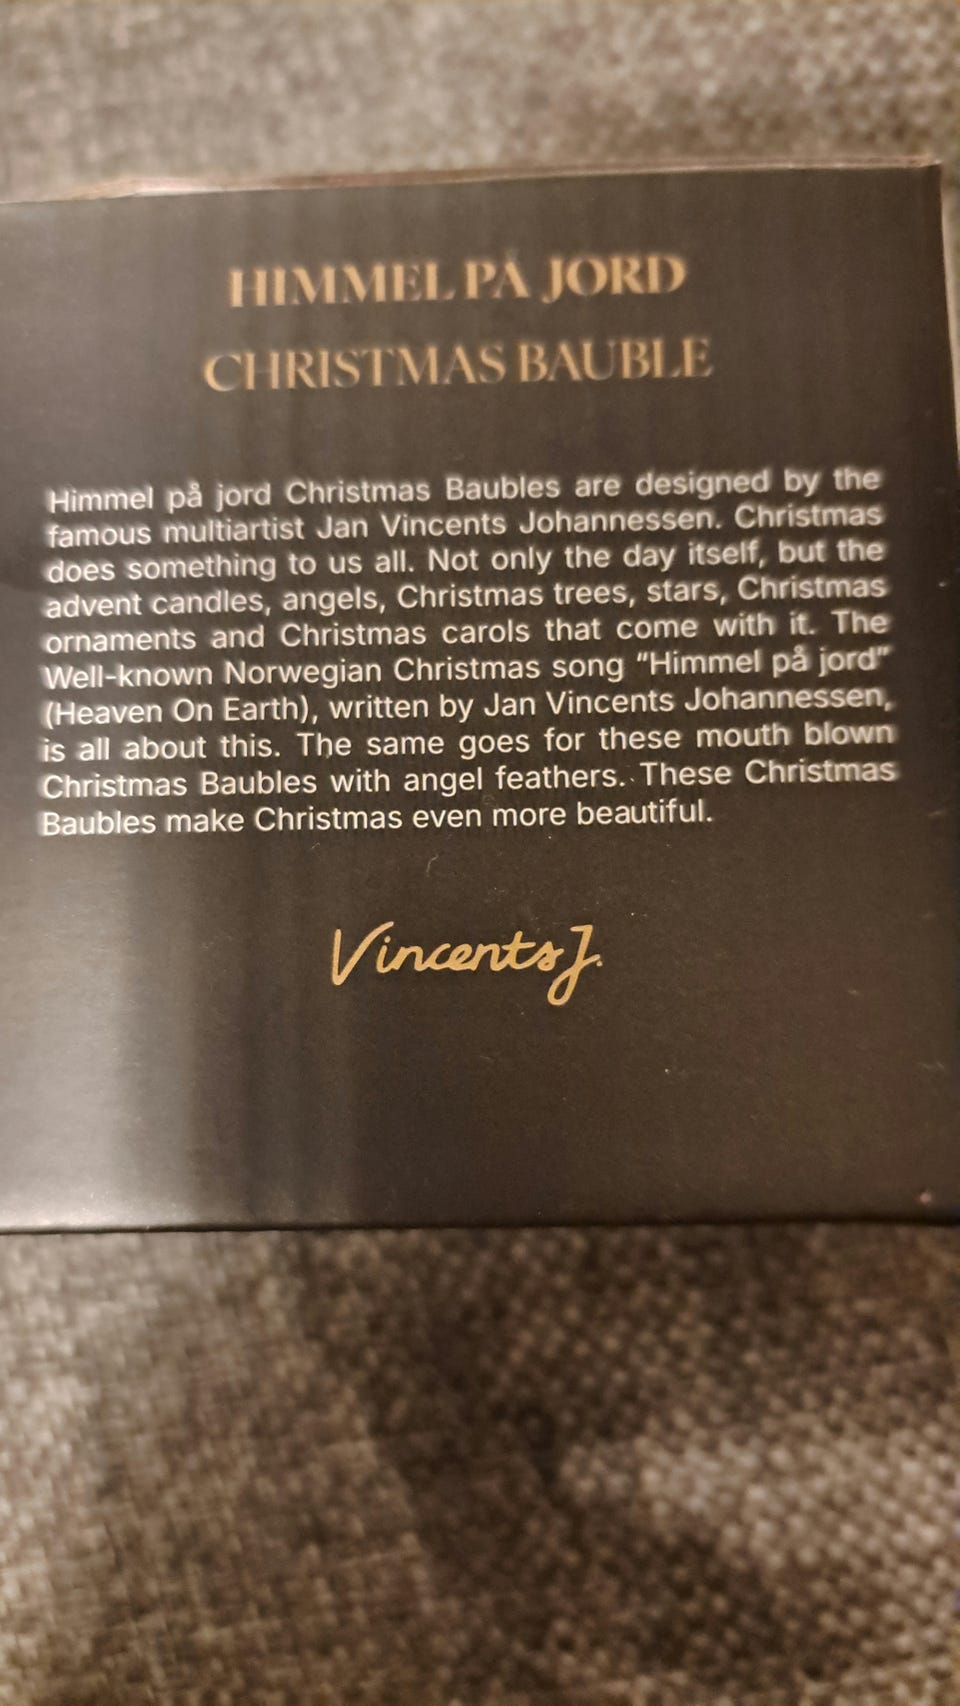 HIMMEL PÅ JORD
CHRISTMAS BAUBLE
Himmel på jord Christmas Baubles are designed by the
famous multiartist Jan Vincents Johannessen. Christmas
does something to us all. Not only the day itself, but the
advent candles, angels, Christmas trees, stars, Christmas
ornaments and Christmas carols that come with it. The
Well-known Norwegian Christmas song "Himmel på jord"
(Heaven On Earth), written by Jan Vincents Johannessen,
is all about this. The same goes for these mouth blown
Christmas Baubles with angel feathers. These Christmas
Baubles make Christmas even more beautiful.
Vincents J.